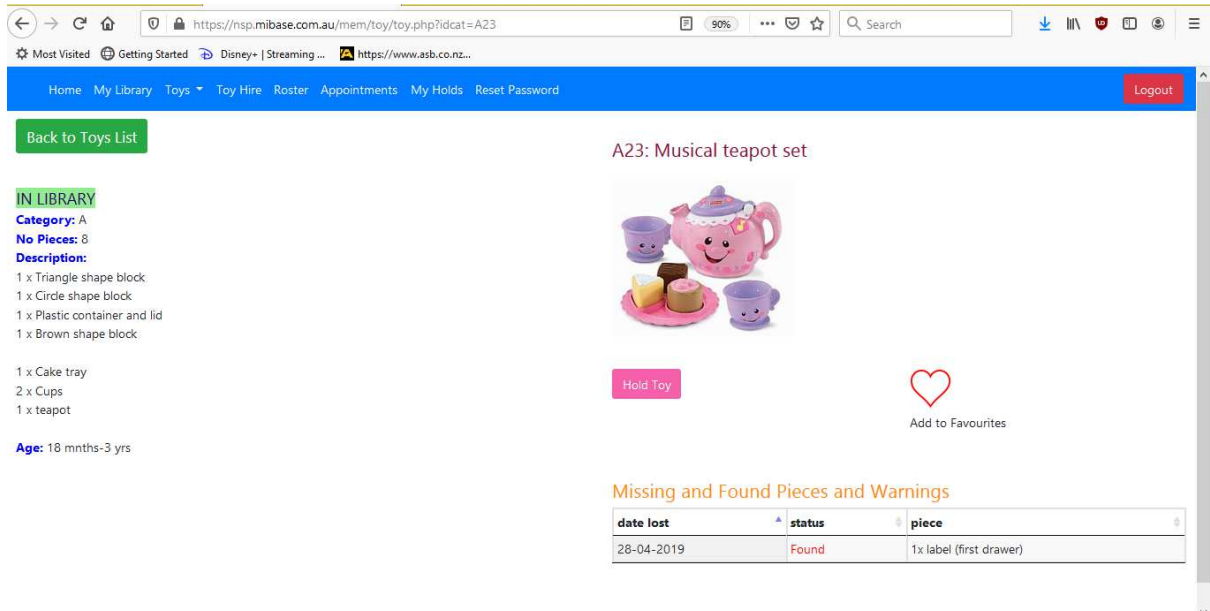 https://nsp.mibase.com.au/mem/toy/toy.php?idcat=A23
90%
Search
Most Visited Getting Started Disney+ | Streaming ... https://www.asb.co.nz...
Home My Library Toys Toy Hire Roster Appointments My Holds Reset Password Logout
Back to Toys List
IN LIBRARY
Category: A
No Pieces: 8
Description:
1 x Triangle shape block
1 x Circle shape block
1 x Plastic container and lid
1 x Brown shape block
1 x Cake tray
2 x Cups
1 x teapot
Age: 18 mnths-3 yrs
A23: Musical teapot set
Hold Toy
Add to Favourites
Missing and Found Pieces and Warnings
date lost status piece
28-04-2019 Found 1x label (first drawer)